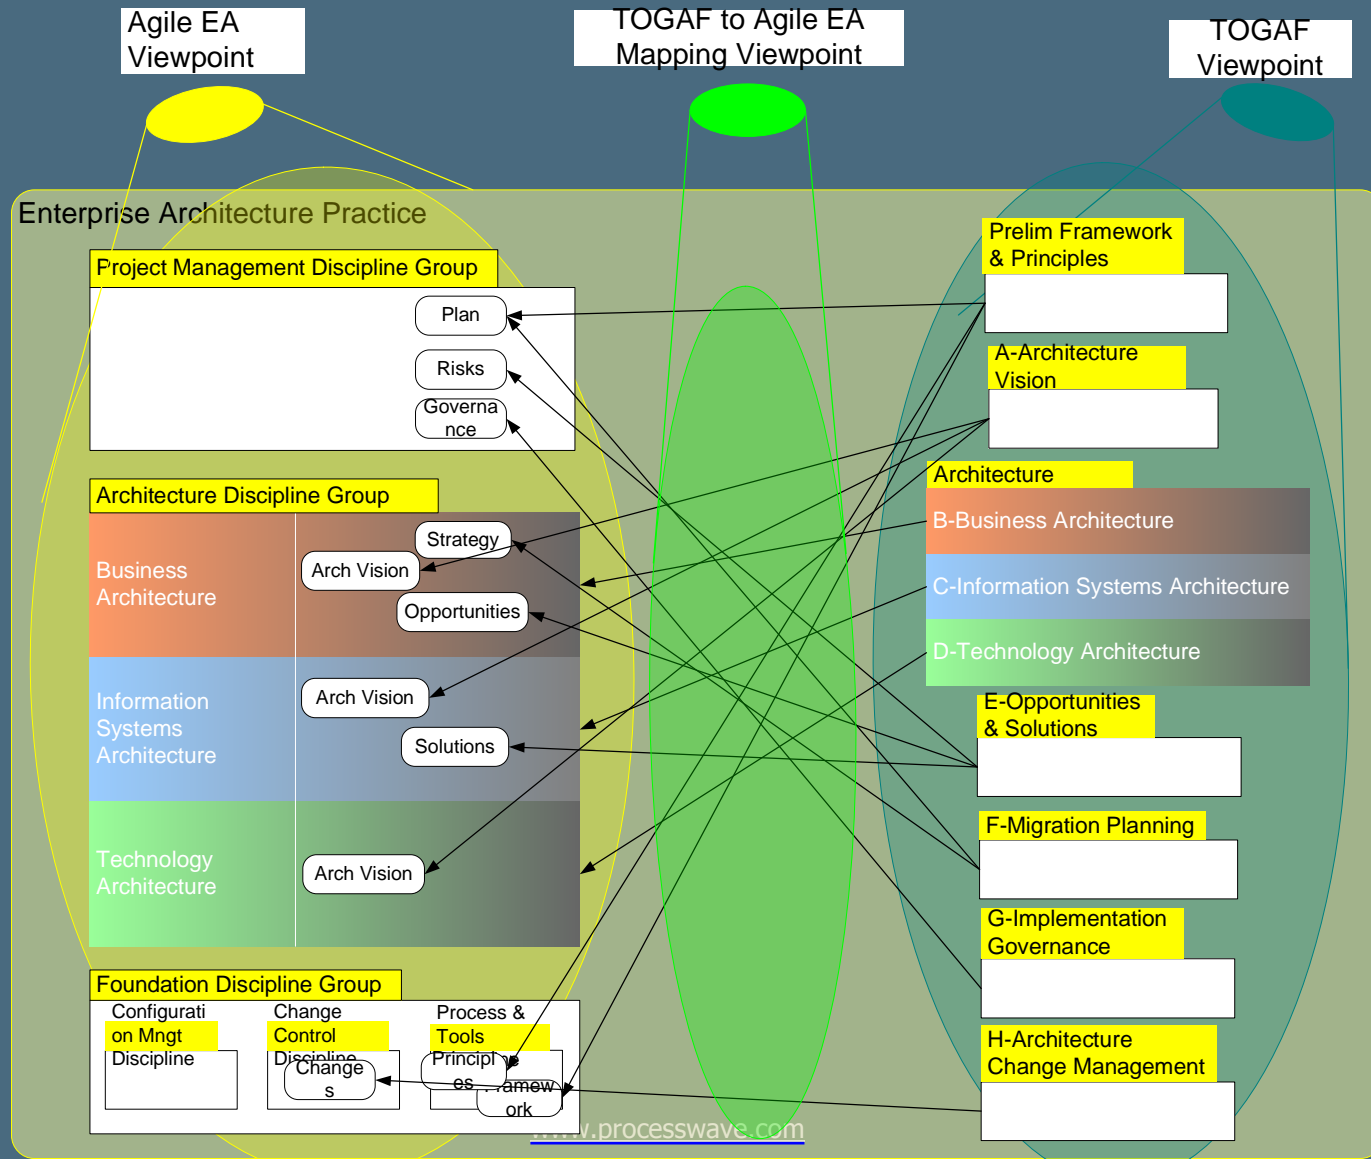 Agile EA
Viewpoint
TOGAF to Agile EA
Mapping Viewpoint
TOGAF
Viewpoint
Enterprise Architecture Practice
Project Management Discipline Group
Plan
Risks
Governa
nce
Architecture Discipline Group
Business
Architecture
Strategy
Arch Vision
Opportunities
Information
Systems
Architecture
Arch Vision
Solutions
Technology
Architecture
Arch Vision
Foundation Discipline Group
Configurati
on Mngt
Discipline
Change
Control
Discipline
Change
s
Process &
Tools
Principl
es
ramew
ork
Prelim Framework
& Principles
A-Architecture
Vision
Architecture
B-Business Architecture
C-Information Systems Architecture
D-Technology Architecture
E-Opportunities
& Solutions
F-Migration Planning
G-Implementation
Governance
H-Architecture
Change Management
www.processwave.com